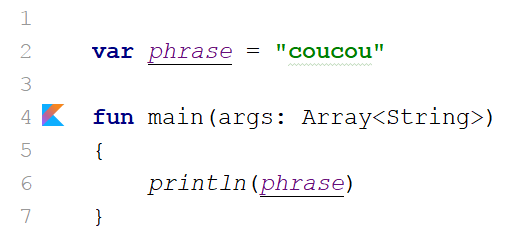 1
2 var phrase = "coucou"
3
4 fun main(args: Array<String>)
5 {
6 println(phrase)
7 }